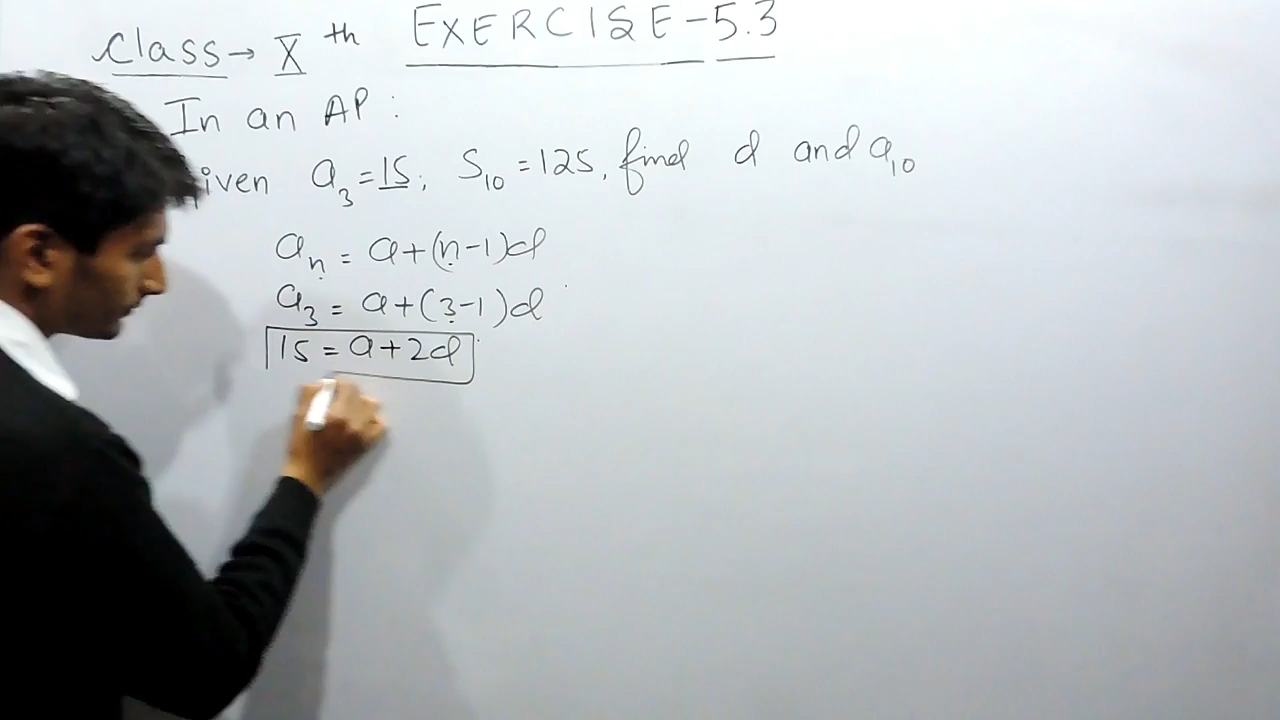 Class → Xth EXERCISE-5.3
In an AP:
iven a₃ = 15, S₁₀ = 125, find d and a₁₀
aₙ = a+(n-1)d
a₃ = a+(3-1)d
15 = a+2d